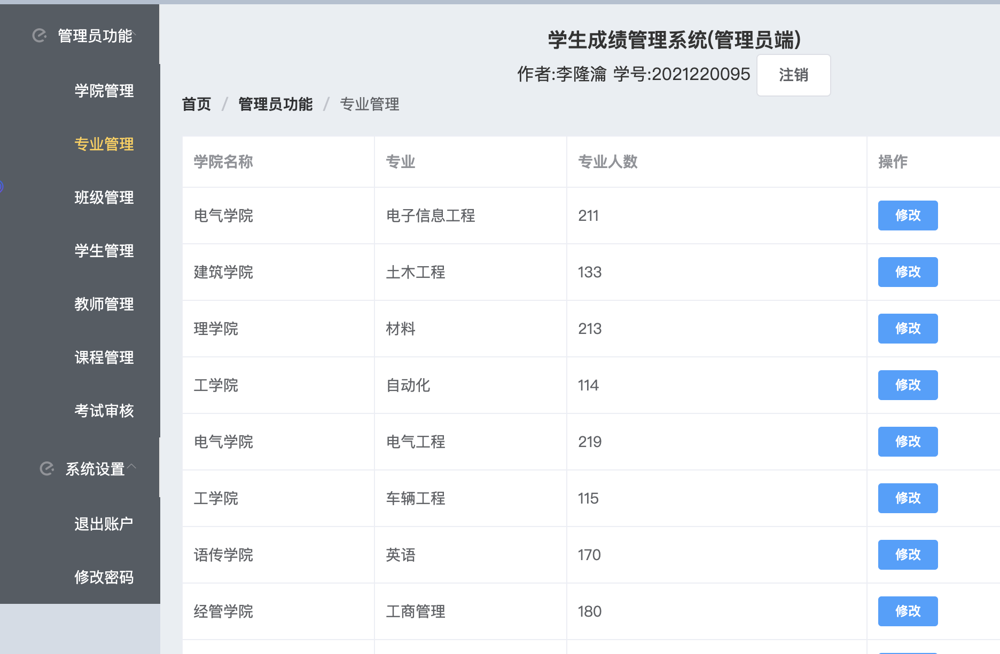 管理员功能
学院管理
专业管理
班级管理
学生管理
教师管理
课程管理
考试审核
系统设置
退出账户
修改密码
学生成绩管理系统(管理员端)
作者:李隆瀹 学号:2021220095 注销
首页 / 管理员功能 / 专业管理
学院名称 专业 专业人数 操作
电气学院 电子信息工程 211 修改
建筑学院 土木工程 133 修改
理学院 材料 213 修改
工学院 自动化 114 修改
电气学院 电气工程 219 修改
工学院 车辆工程 115 修改
语传学院 英语 170 修改
经管学院 工商管理 180 修改